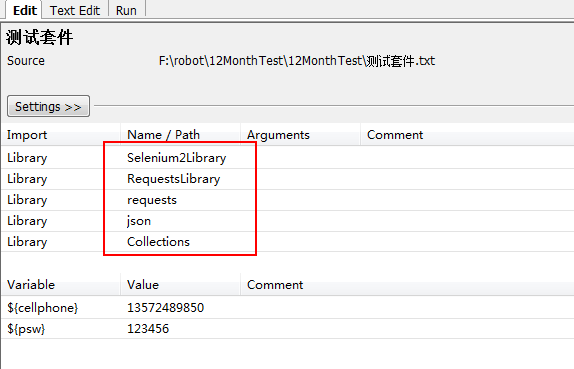 Edit Text Edit Run
测试套件
Source F:\robot\12MonthTest\12MonthTest\测试套件.txt
Settings >>
Import Name / Path Arguments Comment
Library Selenium2Library
Library RequestsLibrary
Library requests
Library json
Library Collections
Variable Value Comment
${cellphone} 13572489850
${psw} 123456